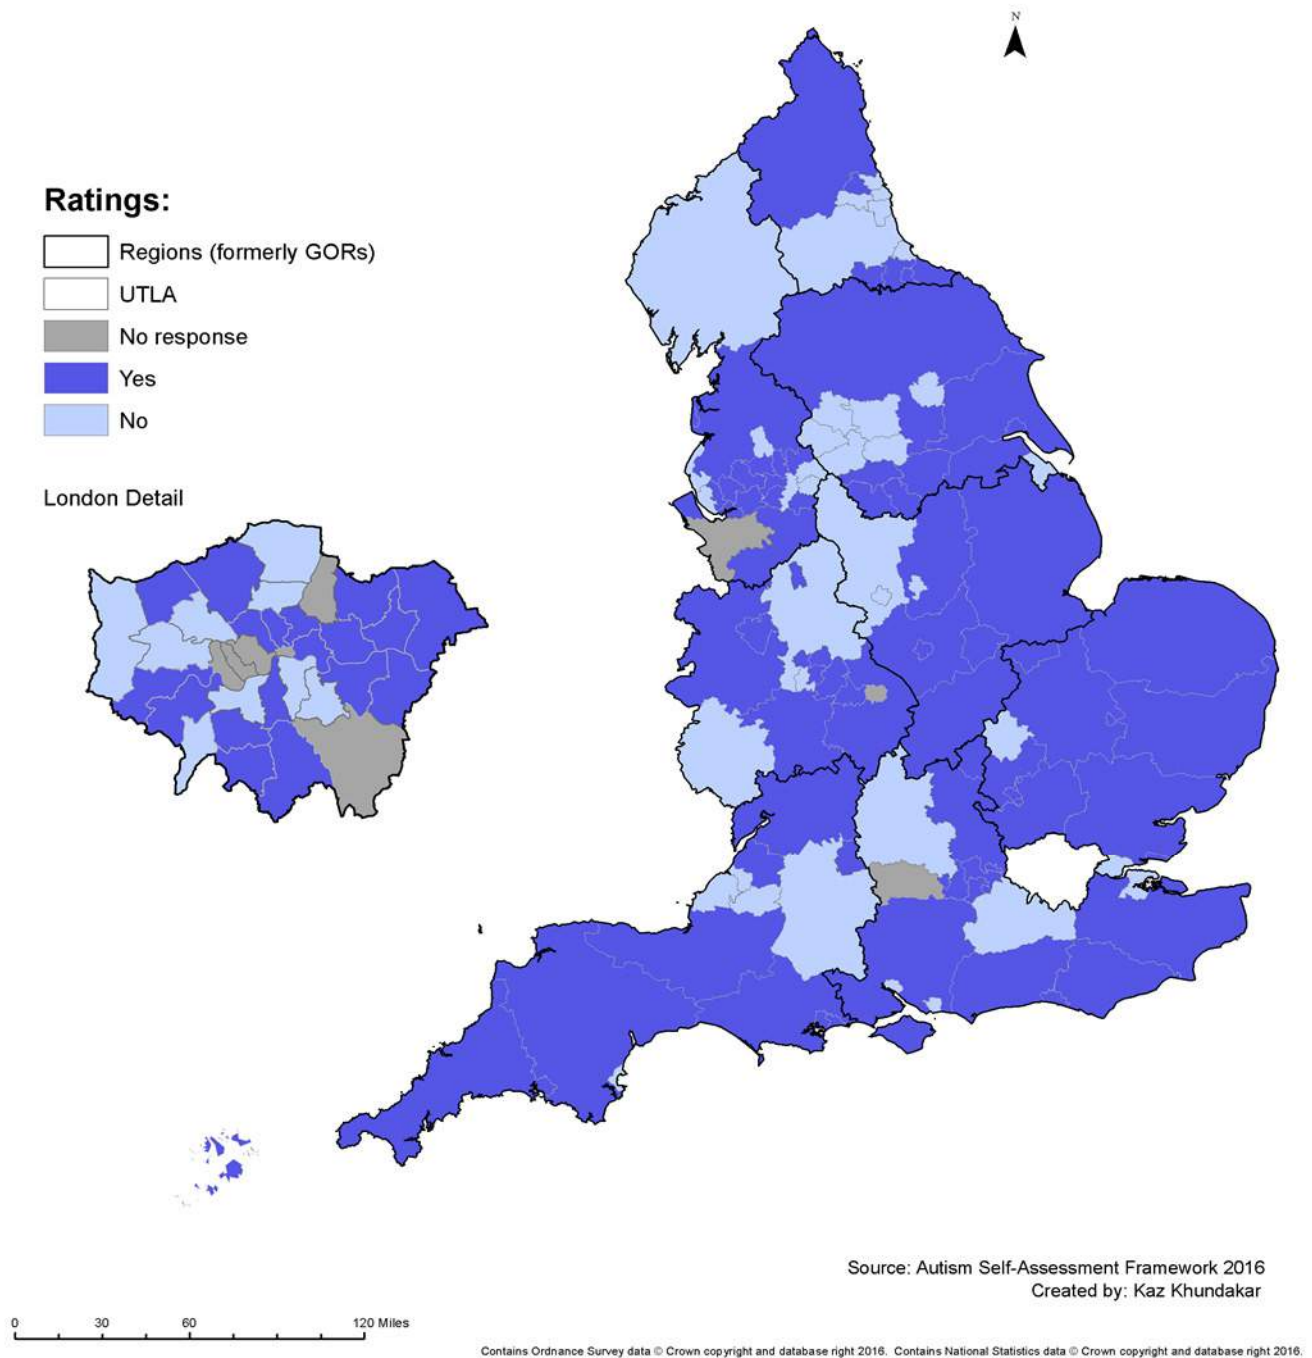 N
Ratings:
Regions (formerly GORs)
UTLA
No response
Yes
No
London Detail
Source: Autism Self-Assessment Framework 2016
Created by: Kaz Khundakar
0 30 60 120 Miles
Contains Ordnance Survey data © Crown copyright and database right 2016. Contains National Statistics data © Crown copyright and database right 2016.